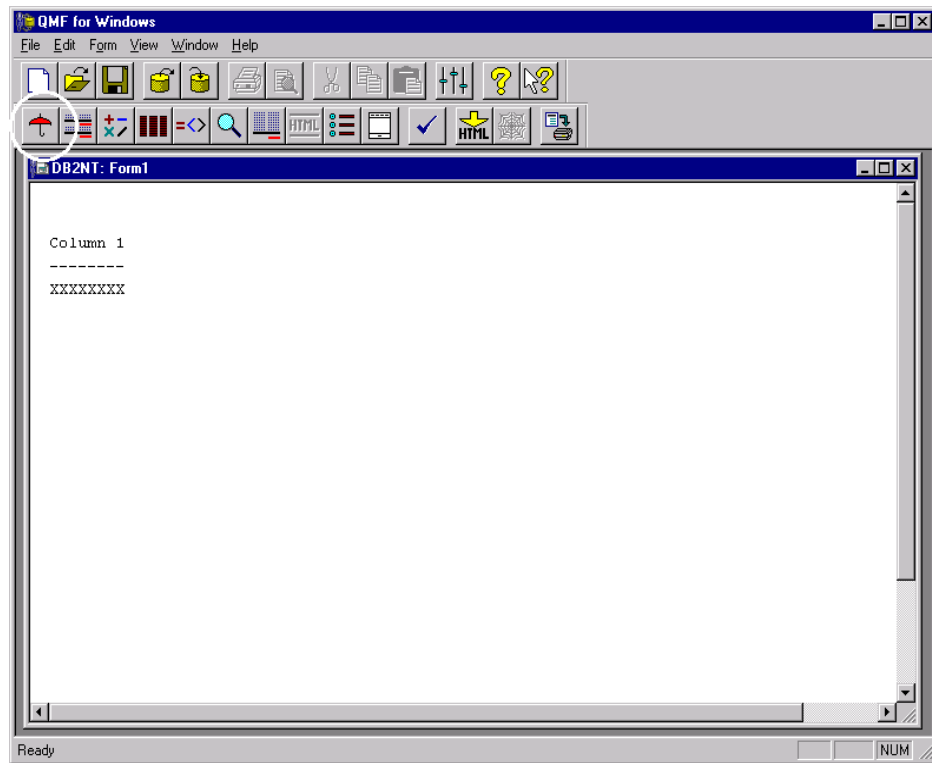 QMF for Windows
File Edit Form View Window Help
HTML HTML
DB2NT: Form1
Column 1
--------
XXXXXXXX
Ready NUM